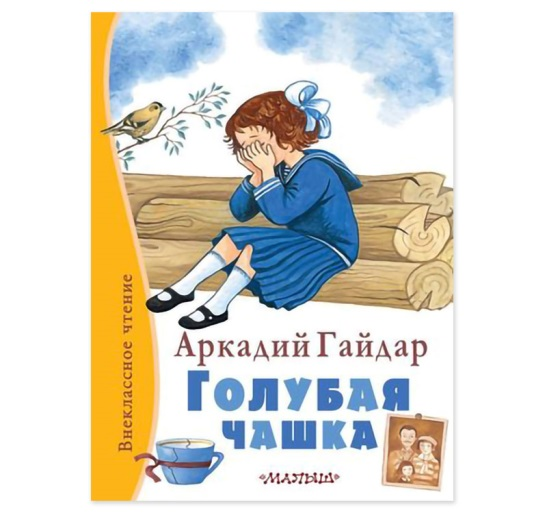 Внеклассное чтение
Аркадий Гайдар
Голубая
чашка
МАЛЫШ